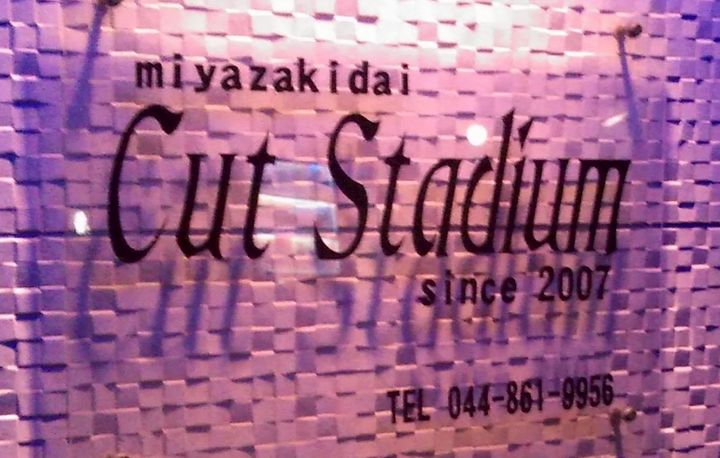 miyazakidai
Cut Stadium
since 2007
TEL 044-861-9956